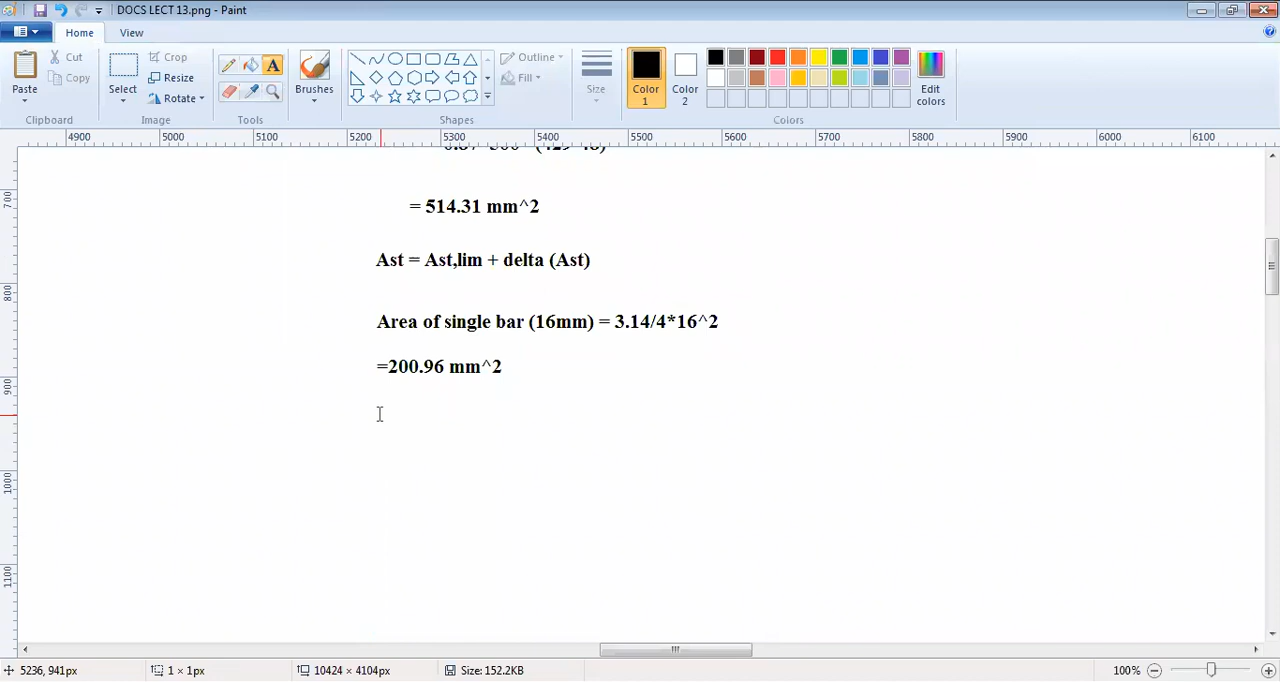 DOCS LECT 13.png - Paint
Home
View
Paste
Cut
Copy
Clipboard
Select
Crop
Resize
Rotate
Image
A
Tools
Brushes
Shapes
Outline
Fill
Size
Color 1
Color 2
Edit colors
Colors
4900 5000 5100 5200 5300 5400 5500 5600 5700 5800 5900 6000 6100
700
800
900
1000
1100
= 514.31 mm^2
Ast = Ast,lim + delta (Ast)
Area of single bar (16mm) = 3.14/4*16^2
=200.96 mm^2
5236, 941px
1 × 1px
10424 × 4104px
Size: 152.2KB
100%